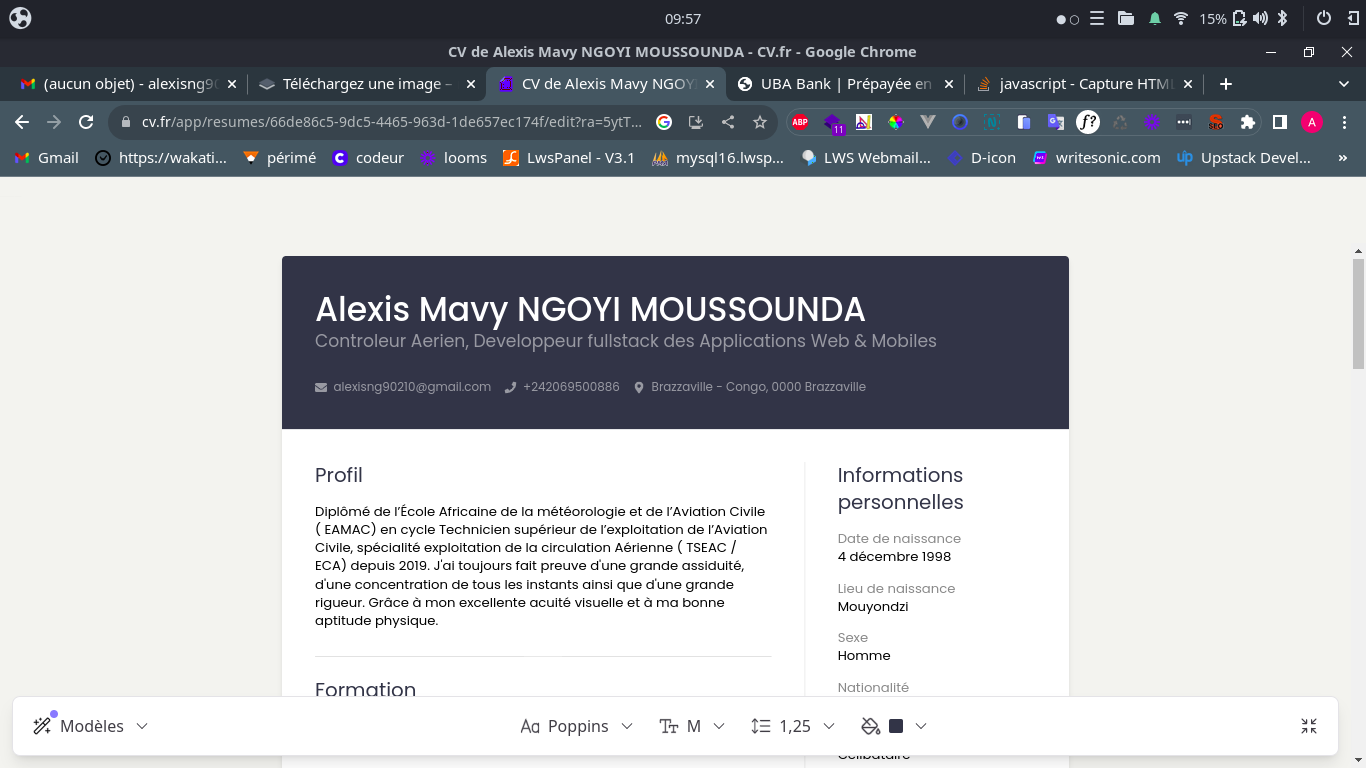 09:57
15%
CV de Alexis Mavy NGOYI MOUSSOUNDA - CV.fr - Google Chrome
(aucun objet) - alexisng90
Téléchargez une image –
CV de Alexis Mavy NGOYI
UBA Bank | Prépayée en
javascript - Capture HTML
cv.fr/app/resumes/66de86c5-9dc5-4465-963d-1de657ec174f/edit?ra=5ytT...
ABP
11
f?
SEO
A
Gmail
https://wakati...
périmé
codeur
looms
LwsPanel - V3.1
mysql16.lwsp...
LWS Webmail...
D-icon
writesonic.com
Upstack Devel...
»
Alexis Mavy NGOYI MOUSSOUNDA
Controleur Aerien, Developpeur fullstack des Applications Web & Mobiles
alexisng90210@gmail.com
+242069500886
Brazzaville - Congo, 0000 Brazzaville
Profil
Diplômé de l’École Africaine de la météorologie et de l’Aviation Civile
( EAMAC) en cycle Technicien supérieur de l’exploitation de l’Aviation
Civile, spécialité exploitation de la circulation Aérienne ( TSEAC /
ECA) depuis 2019. J'ai toujours fait preuve d'une grande assiduité,
d'une concentration de tous les instants ainsi que d'une grande
rigueur. Grâce à mon excellente acuité visuelle et à ma bonne
aptitude physique.
Formation
Informations
personnelles
Date de naissance
4 décembre 1998
Lieu de naissance
Mouyondzi
Sexe
Homme
Nationalité
Célibataire
Modèles
Poppins
M
1,25